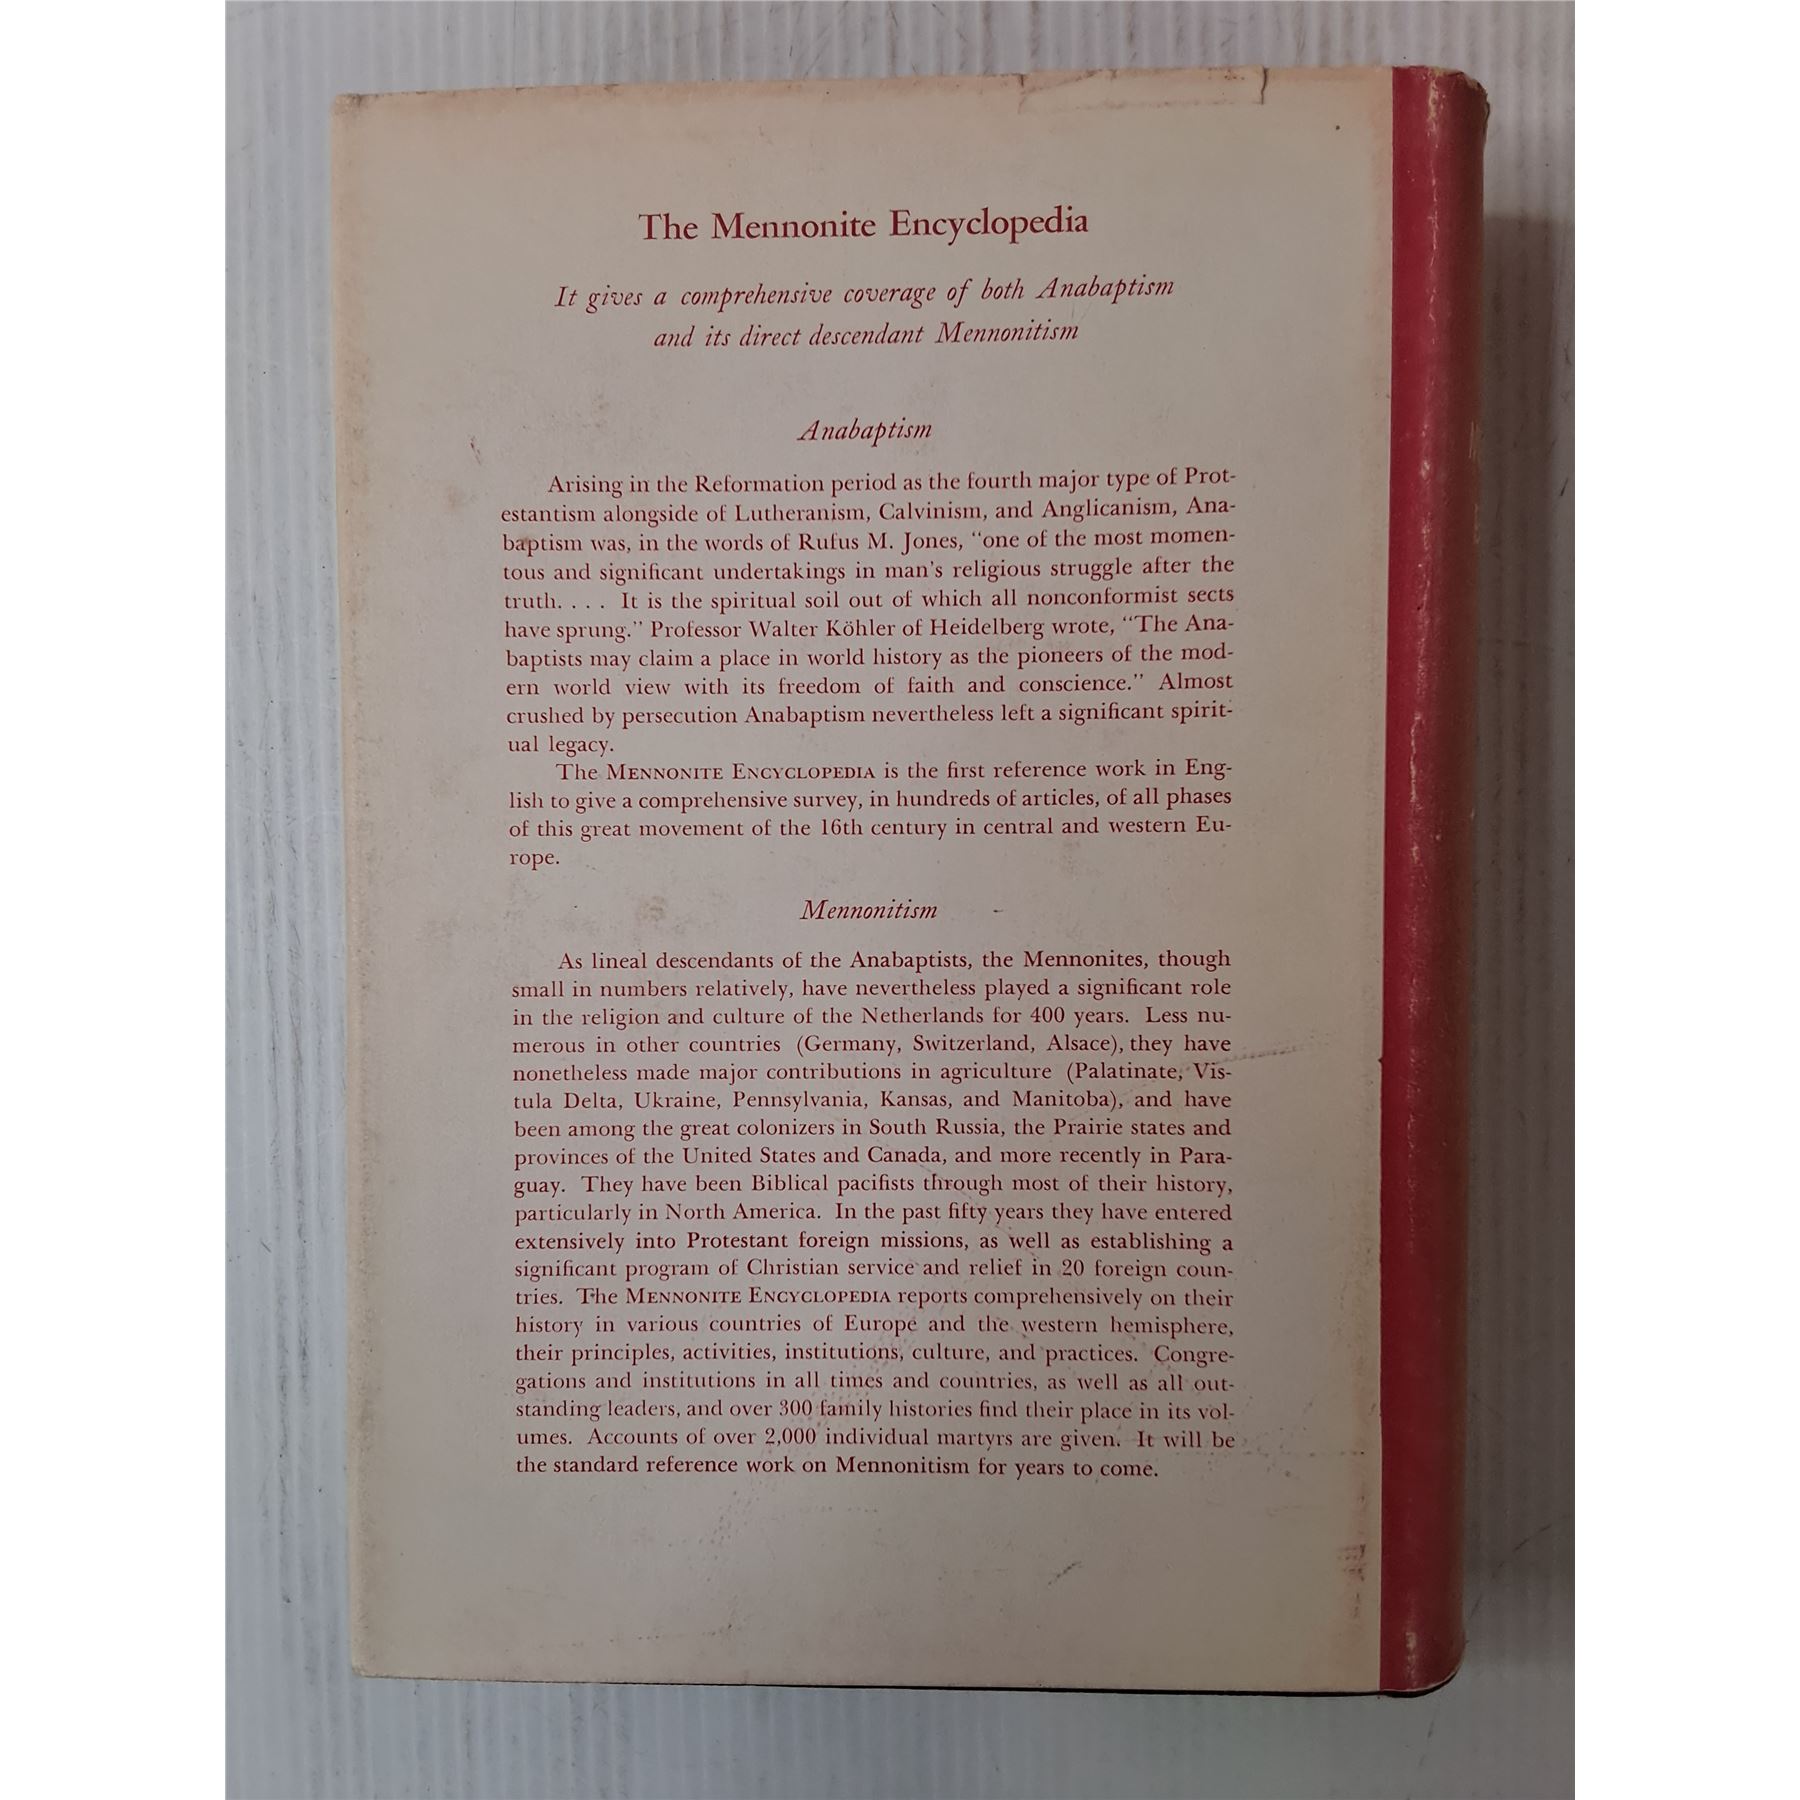 The Mennonite Encyclopedia
It gives a comprehensive coverage of both Anabaptism
and its direct descendant Mennonitism
Anabaptism
Arising in the Reformation period as the fourth major type of Prot-
estantism alongside of Lutheranism, Calvinism, and Anglicanism, Ana-
baptism was, in the words of Rufus M. Jones, "one of the most momen-
tous and significant undertakings in man's religious struggle after the
truth. . . . It is the spiritual soil out of which all nonconformist sects
have sprung." Professor Walter Köhler of Heidelberg wrote, "The Ana-
baptists may claim a place in world history as the pioneers of the mod-
ern world view with its freedom of faith and conscience." Almost
crushed by persecution Anabaptism nevertheless left a significant spirit-
ual legacy.
The MENNONITE ENCYCLOPEDIA is the first reference work in Eng-
lish to give a comprehensive survey, in hundreds of articles, of all phases
of this great movement of the 16th century in central and western Eu-
rope.
Mennonitism
As lineal descendants of the Anabaptists, the Mennonites, though
small in numbers relatively, have nevertheless played a significant role
in the religion and culture of the Netherlands for 400 years. Less nu-
merous in other countries (Germany, Switzerland, Alsace), they have
nonetheless made major contributions in agriculture (Palatinate, Vis-
tula Delta, Ukraine, Pennsylvania, Kansas, and Manitoba), and have
been among the great colonizers in South Russia, the Prairie states and
provinces of the United States and Canada, and more recently in Para-
guay. They have been Biblical pacifists through most of their history,
particularly in North America. In the past fifty years they have entered
extensively into Protestant foreign missions, as well as establishing a
significant program of Christian service and relief in 20 foreign coun-
tries. The MENNONITE ENCYCLOPEDIA reports comprehensively on their
history in various countries of Europe and the western hemisphere,
their principles, activities, institutions, culture, and practices. Congre-
gations and institutions in all times and countries, as well as all out-
standing leaders, and over 300 family histories find their place in its vol-
umes. Accounts of over 2,000 individual martyrs are given. It will be
the standard reference work on Mennonitism for years to come.